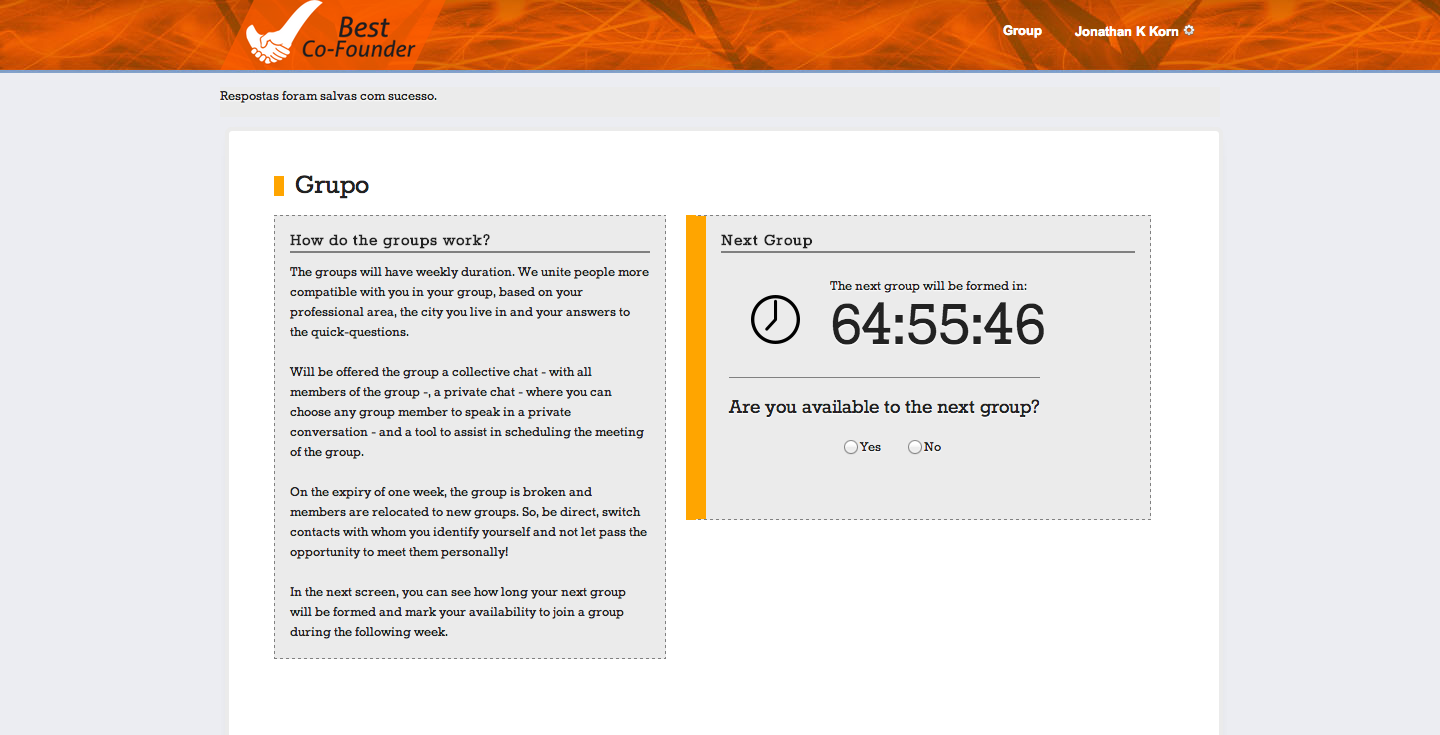 Best
Co-Founder
Group
Jonathan K Korn
Respostas foram salvas com sucesso.
Grupo
How do the groups work?
The groups will have weekly duration. We unite people more
compatible with you in your group, based on your
professional area, the city you live in and your answers to
the quick-questions.
Will be offered the group a collective chat - with all
members of the group -, a private chat - where you can
choose any group member to speak in a private
conversation - and a tool to assist in scheduling the meeting
of the group.
On the expiry of one week, the group is broken and
members are relocated to new groups. So, be direct, switch
contacts with whom you identify yourself and not let pass the
opportunity to meet them personally!
In the next screen, you can see how long your next group
will be formed and mark your availability to join a group
during the following week.
Next Group
The next group will be formed in:
64:55:46
Are you available to the next group?
Yes
No